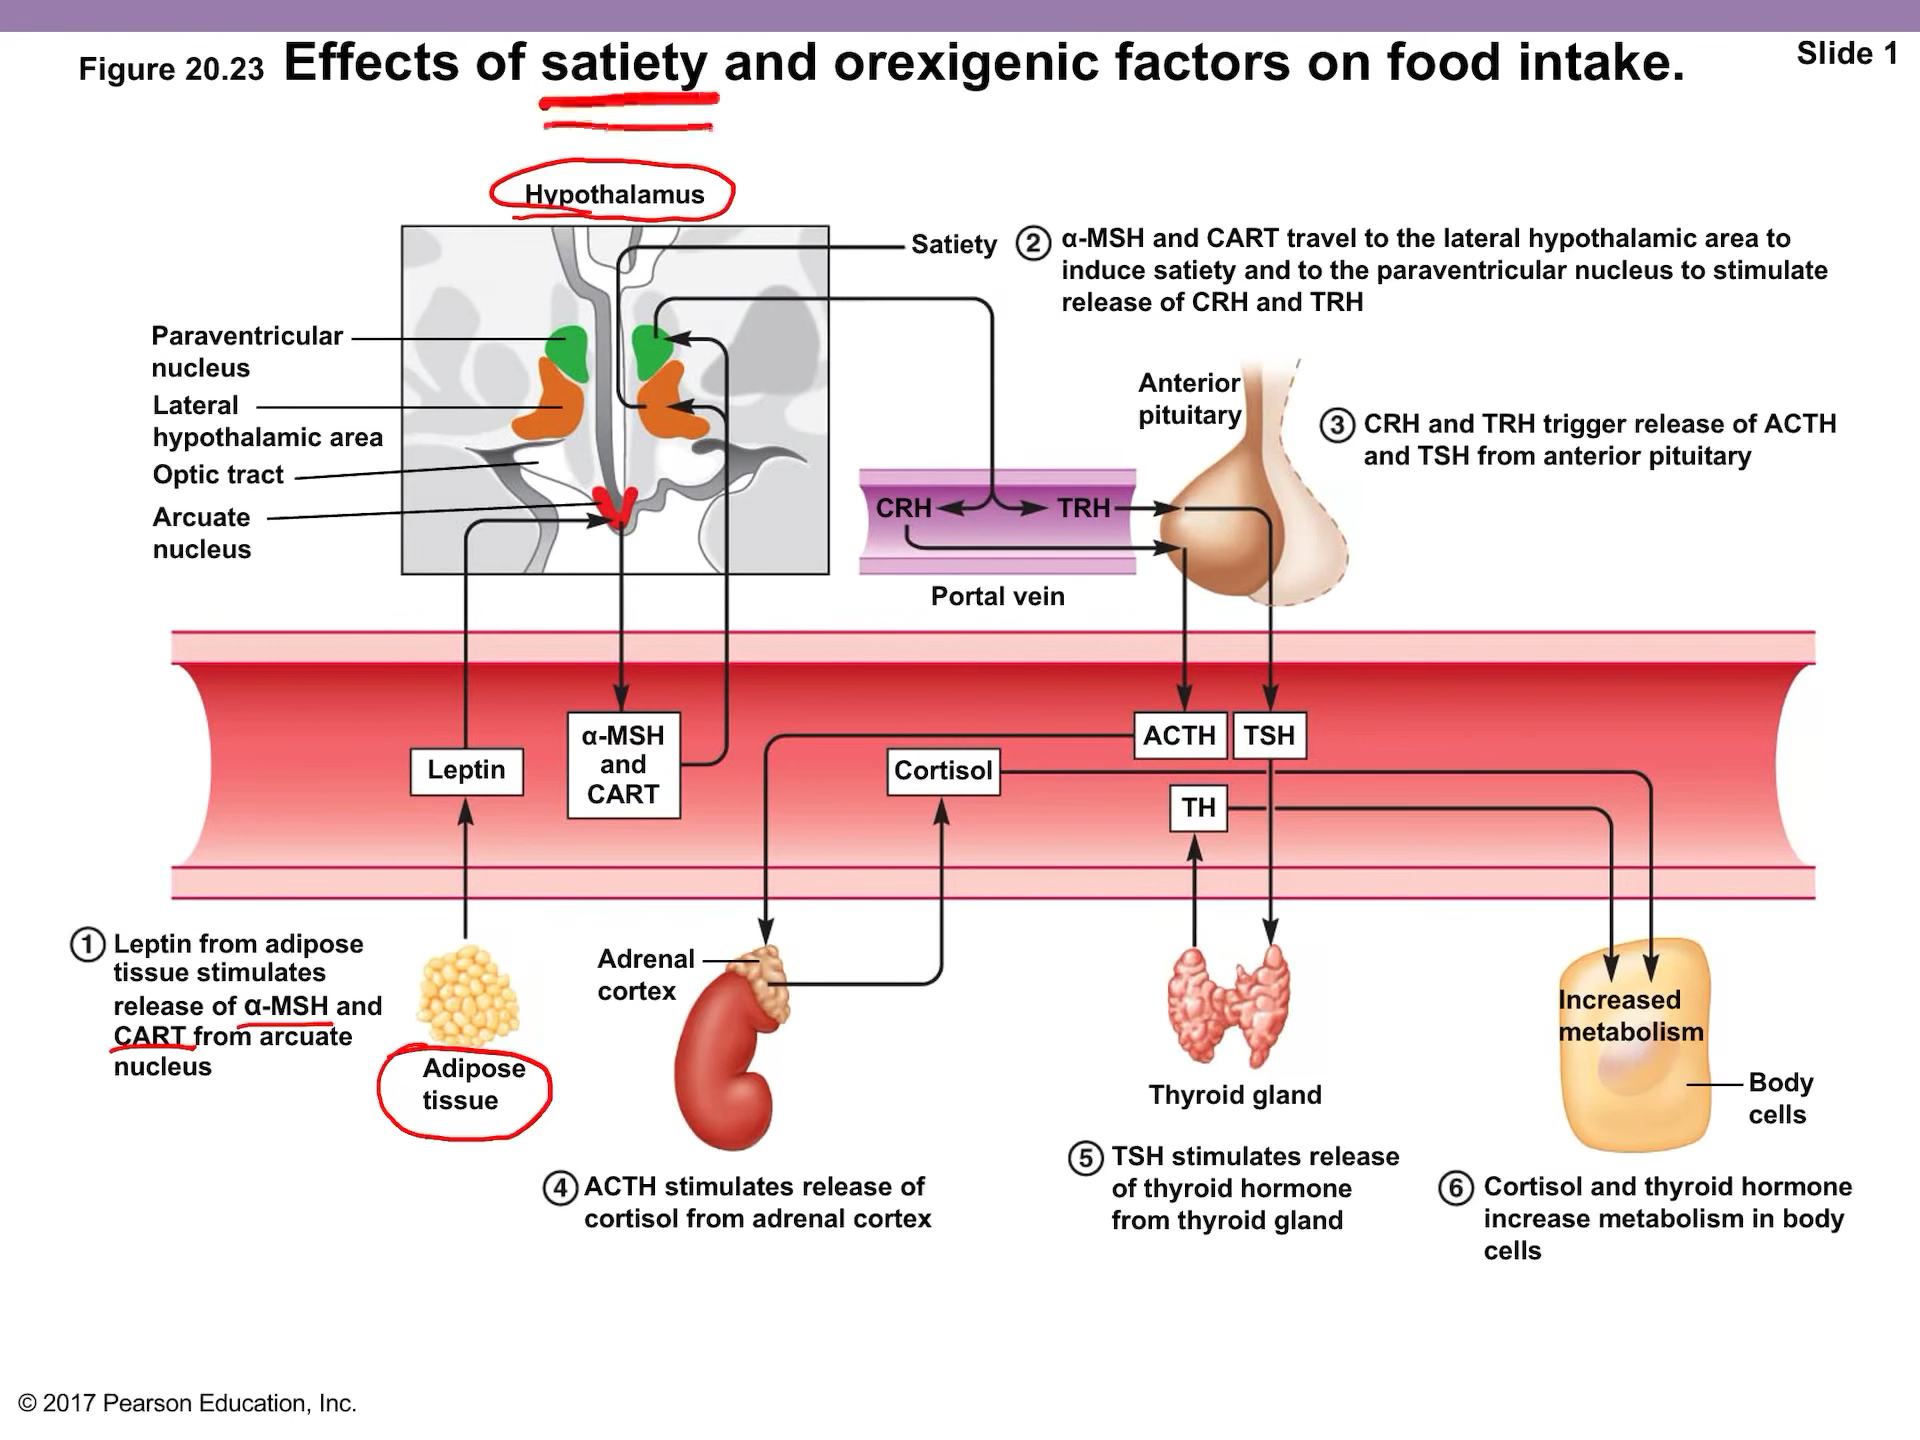 Figure 20.23 Effects of satiety and orexigenic factors on food intake.
Slide 1
Hypothalamus
Satiety
② α-MSH and CART travel to the lateral hypothalamic area to
induce satiety and to the paraventricular nucleus to stimulate
release of CRH and TRH
Paraventricular
nucleus
Lateral
hypothalamic area
Optic tract
Arcuate
nucleus
Anterior
pituitary
③ CRH and TRH trigger release of ACTH
and TSH from anterior pituitary
CRH
TRH
Portal vein
Leptin
α-MSH
and
CART
Cortisol
ACTH
TSH
TH
① Leptin from adipose
tissue stimulates
release of α-MSH and
CART from arcuate
nucleus
Adipose
tissue
Adrenal
cortex
④ ACTH stimulates release of
cortisol from adrenal cortex
Thyroid gland
⑤ TSH stimulates release
of thyroid hormone
from thyroid gland
Increased
metabolism
Body
cells
⑥ Cortisol and thyroid hormone
increase metabolism in body
cells
© 2017 Pearson Education, Inc.